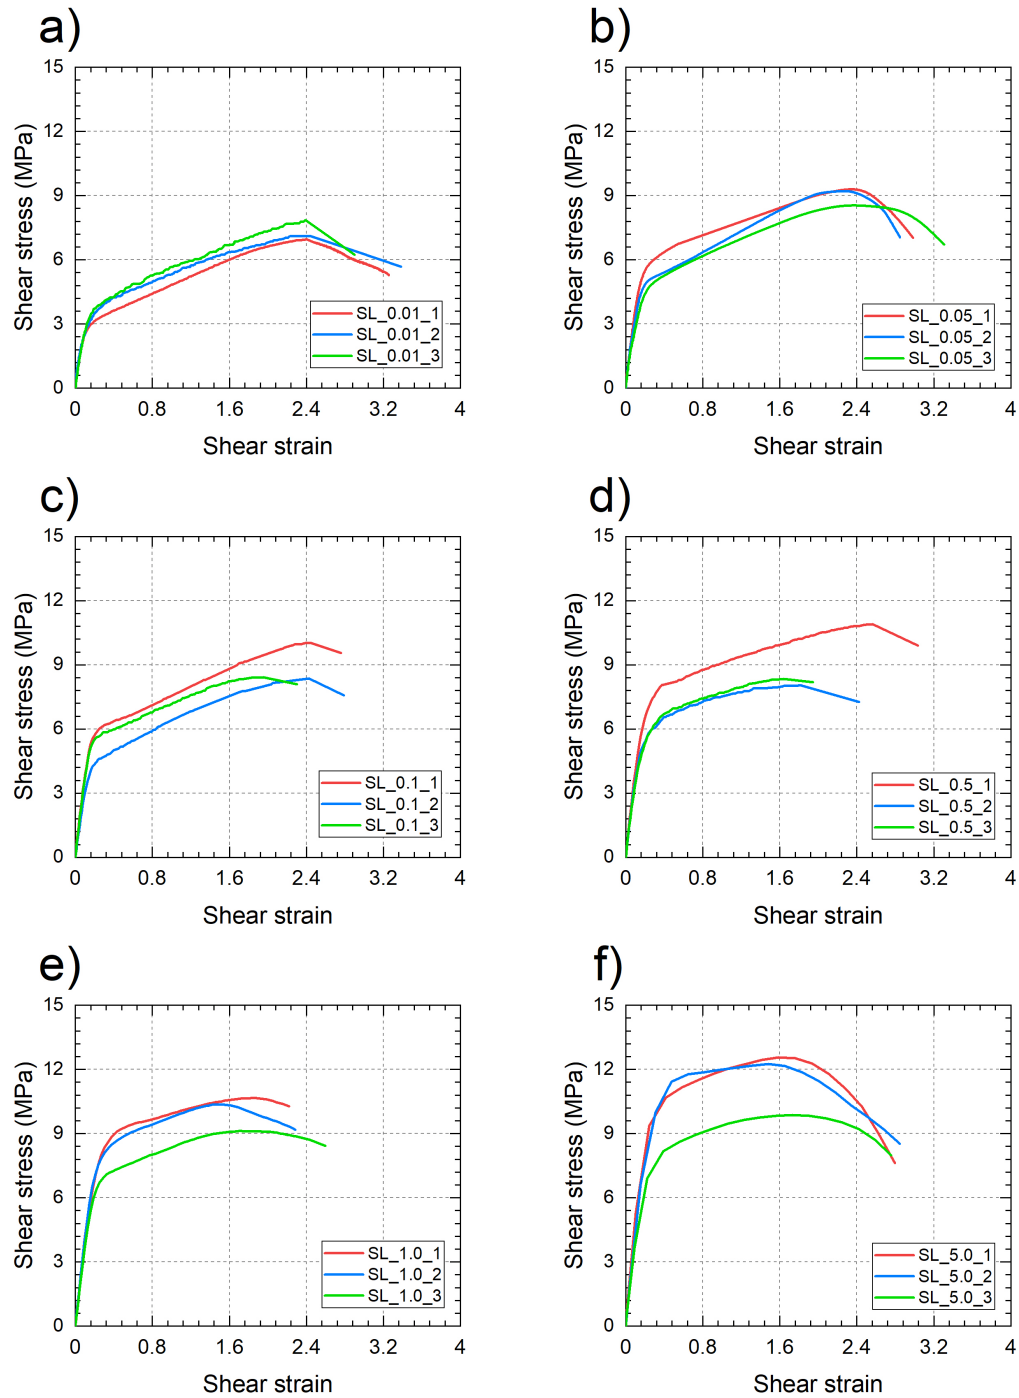 a)
15
12
9
6
3
0
Shear stress (MPa)
SL_0.01_1
SL_0.01_2
SL_0.01_3
0 0.8 1.6 2.4 3.2 4
Shear strain
b)
15
12
9
6
3
0
Shear stress (MPa)
SL_0.05_1
SL_0.05_2
SL_0.05_3
0 0.8 1.6 2.4 3.2 4
Shear strain
c)
15
12
9
6
3
0
Shear stress (MPa)
SL_0.1_1
SL_0.1_2
SL_0.1_3
0 0.8 1.6 2.4 3.2 4
Shear strain
d)
15
12
9
6
3
0
Shear stress (MPa)
SL_0.5_1
SL_0.5_2
SL_0.5_3
0 0.8 1.6 2.4 3.2 4
Shear strain
e)
15
12
9
6
3
0
Shear stress (MPa)
SL_1.0_1
SL_1.0_2
SL_1.0_3
0 0.8 1.6 2.4 3.2 4
Shear strain
f)
15
12
9
6
3
0
Shear stress (MPa)
SL_5.0_1
SL_5.0_2
SL_5.0_3
0 0.8 1.6 2.4 3.2 4
Shear strain